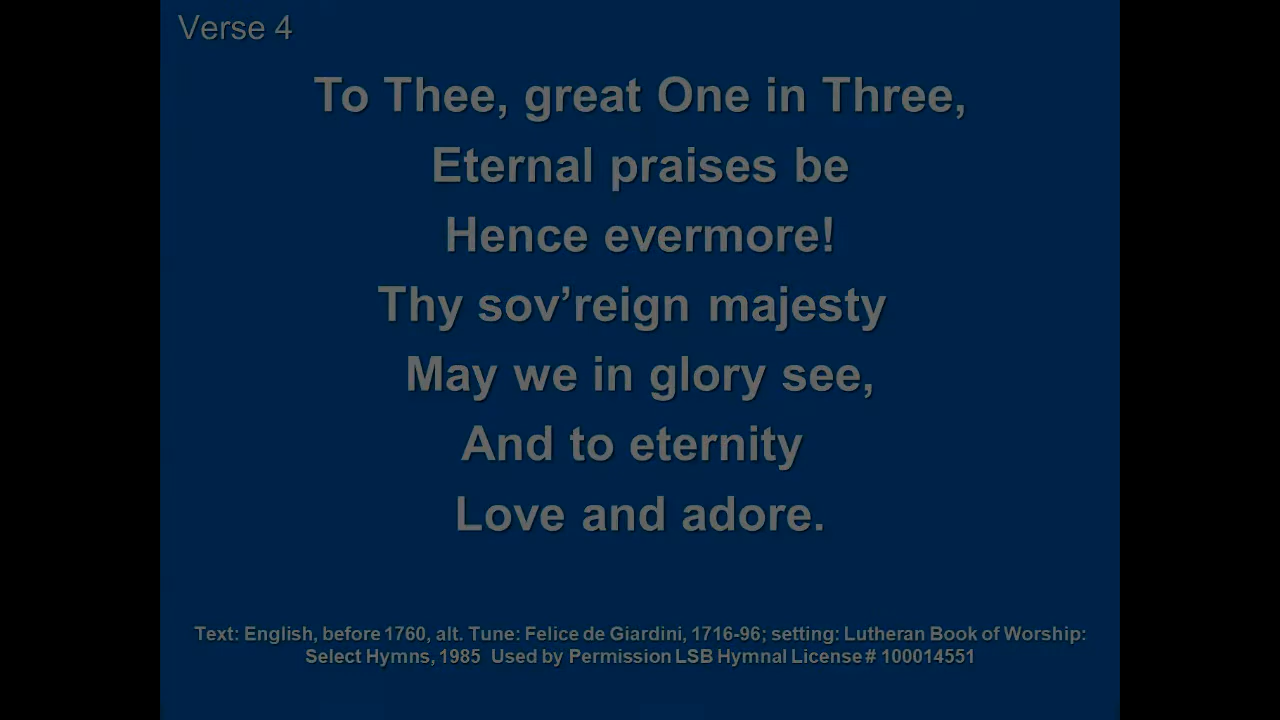 Verse 4
To Thee, great One in Three,
Eternal praises be
Hence evermore!
Thy sov’reign majesty
May we in glory see,
And to eternity
Love and adore.
Text: English, before 1760, alt. Tune: Felice de Giardini, 1716-96; setting: Lutheran Book of Worship:
Select Hymns, 1985  Used by Permission LSB Hymnal License # 100014551